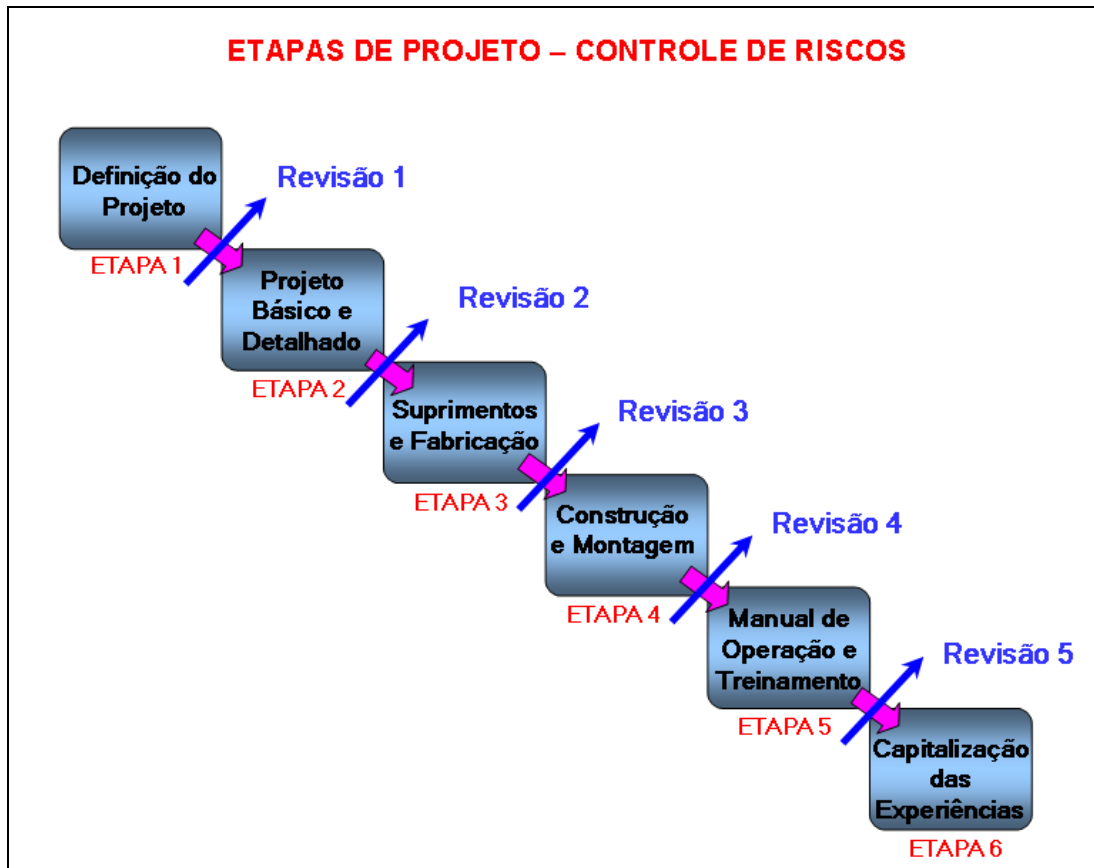 ETAPAS DE PROJETO – CONTROLE DE RISCOS
Definição do
Projeto
ETAPA 1
Revisão 1
Projeto
Básico e
Detalhado
ETAPA 2
Revisão 2
Suprimentos
e Fabricação
ETAPA 3
Revisão 3
Construção
e Montagem
ETAPA 4
Revisão 4
Manual de
Operação e
Treinamento
ETAPA 5
Revisão 5
Capitalização
das
Experiências
ETAPA 6